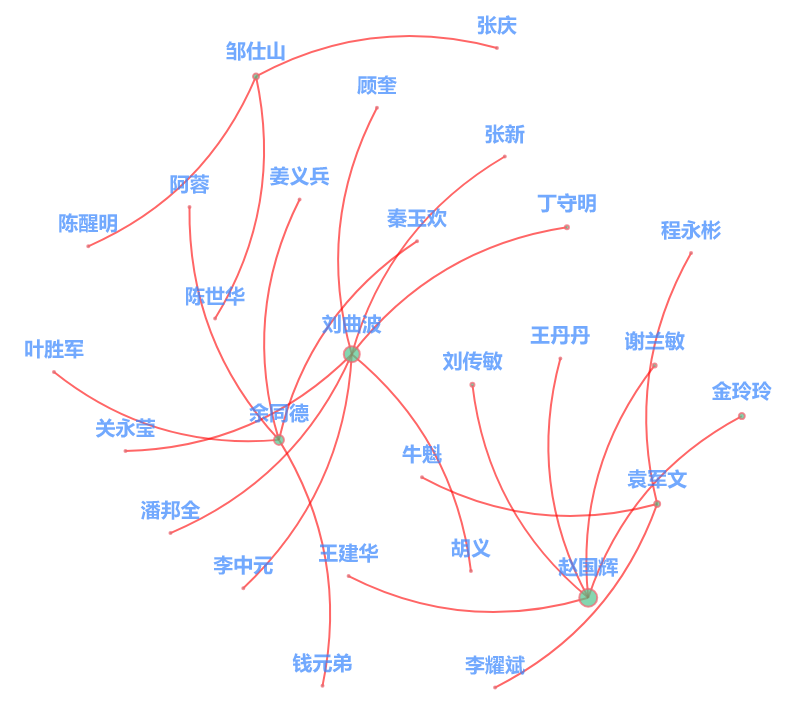 张庆
邹仕山
顾奎
张新
姜义兵
阿蓉
丁守明
秦玉欢
陈醒明
程永彬
陈世华
刘曲波
王丹丹
谢兰敏
叶胜军
刘传敏
金玲玲
余同德
关永莹
牛魁
袁军文
潘邦全
胡义
王建华
李中元
赵国辉
钱元弟
李耀斌